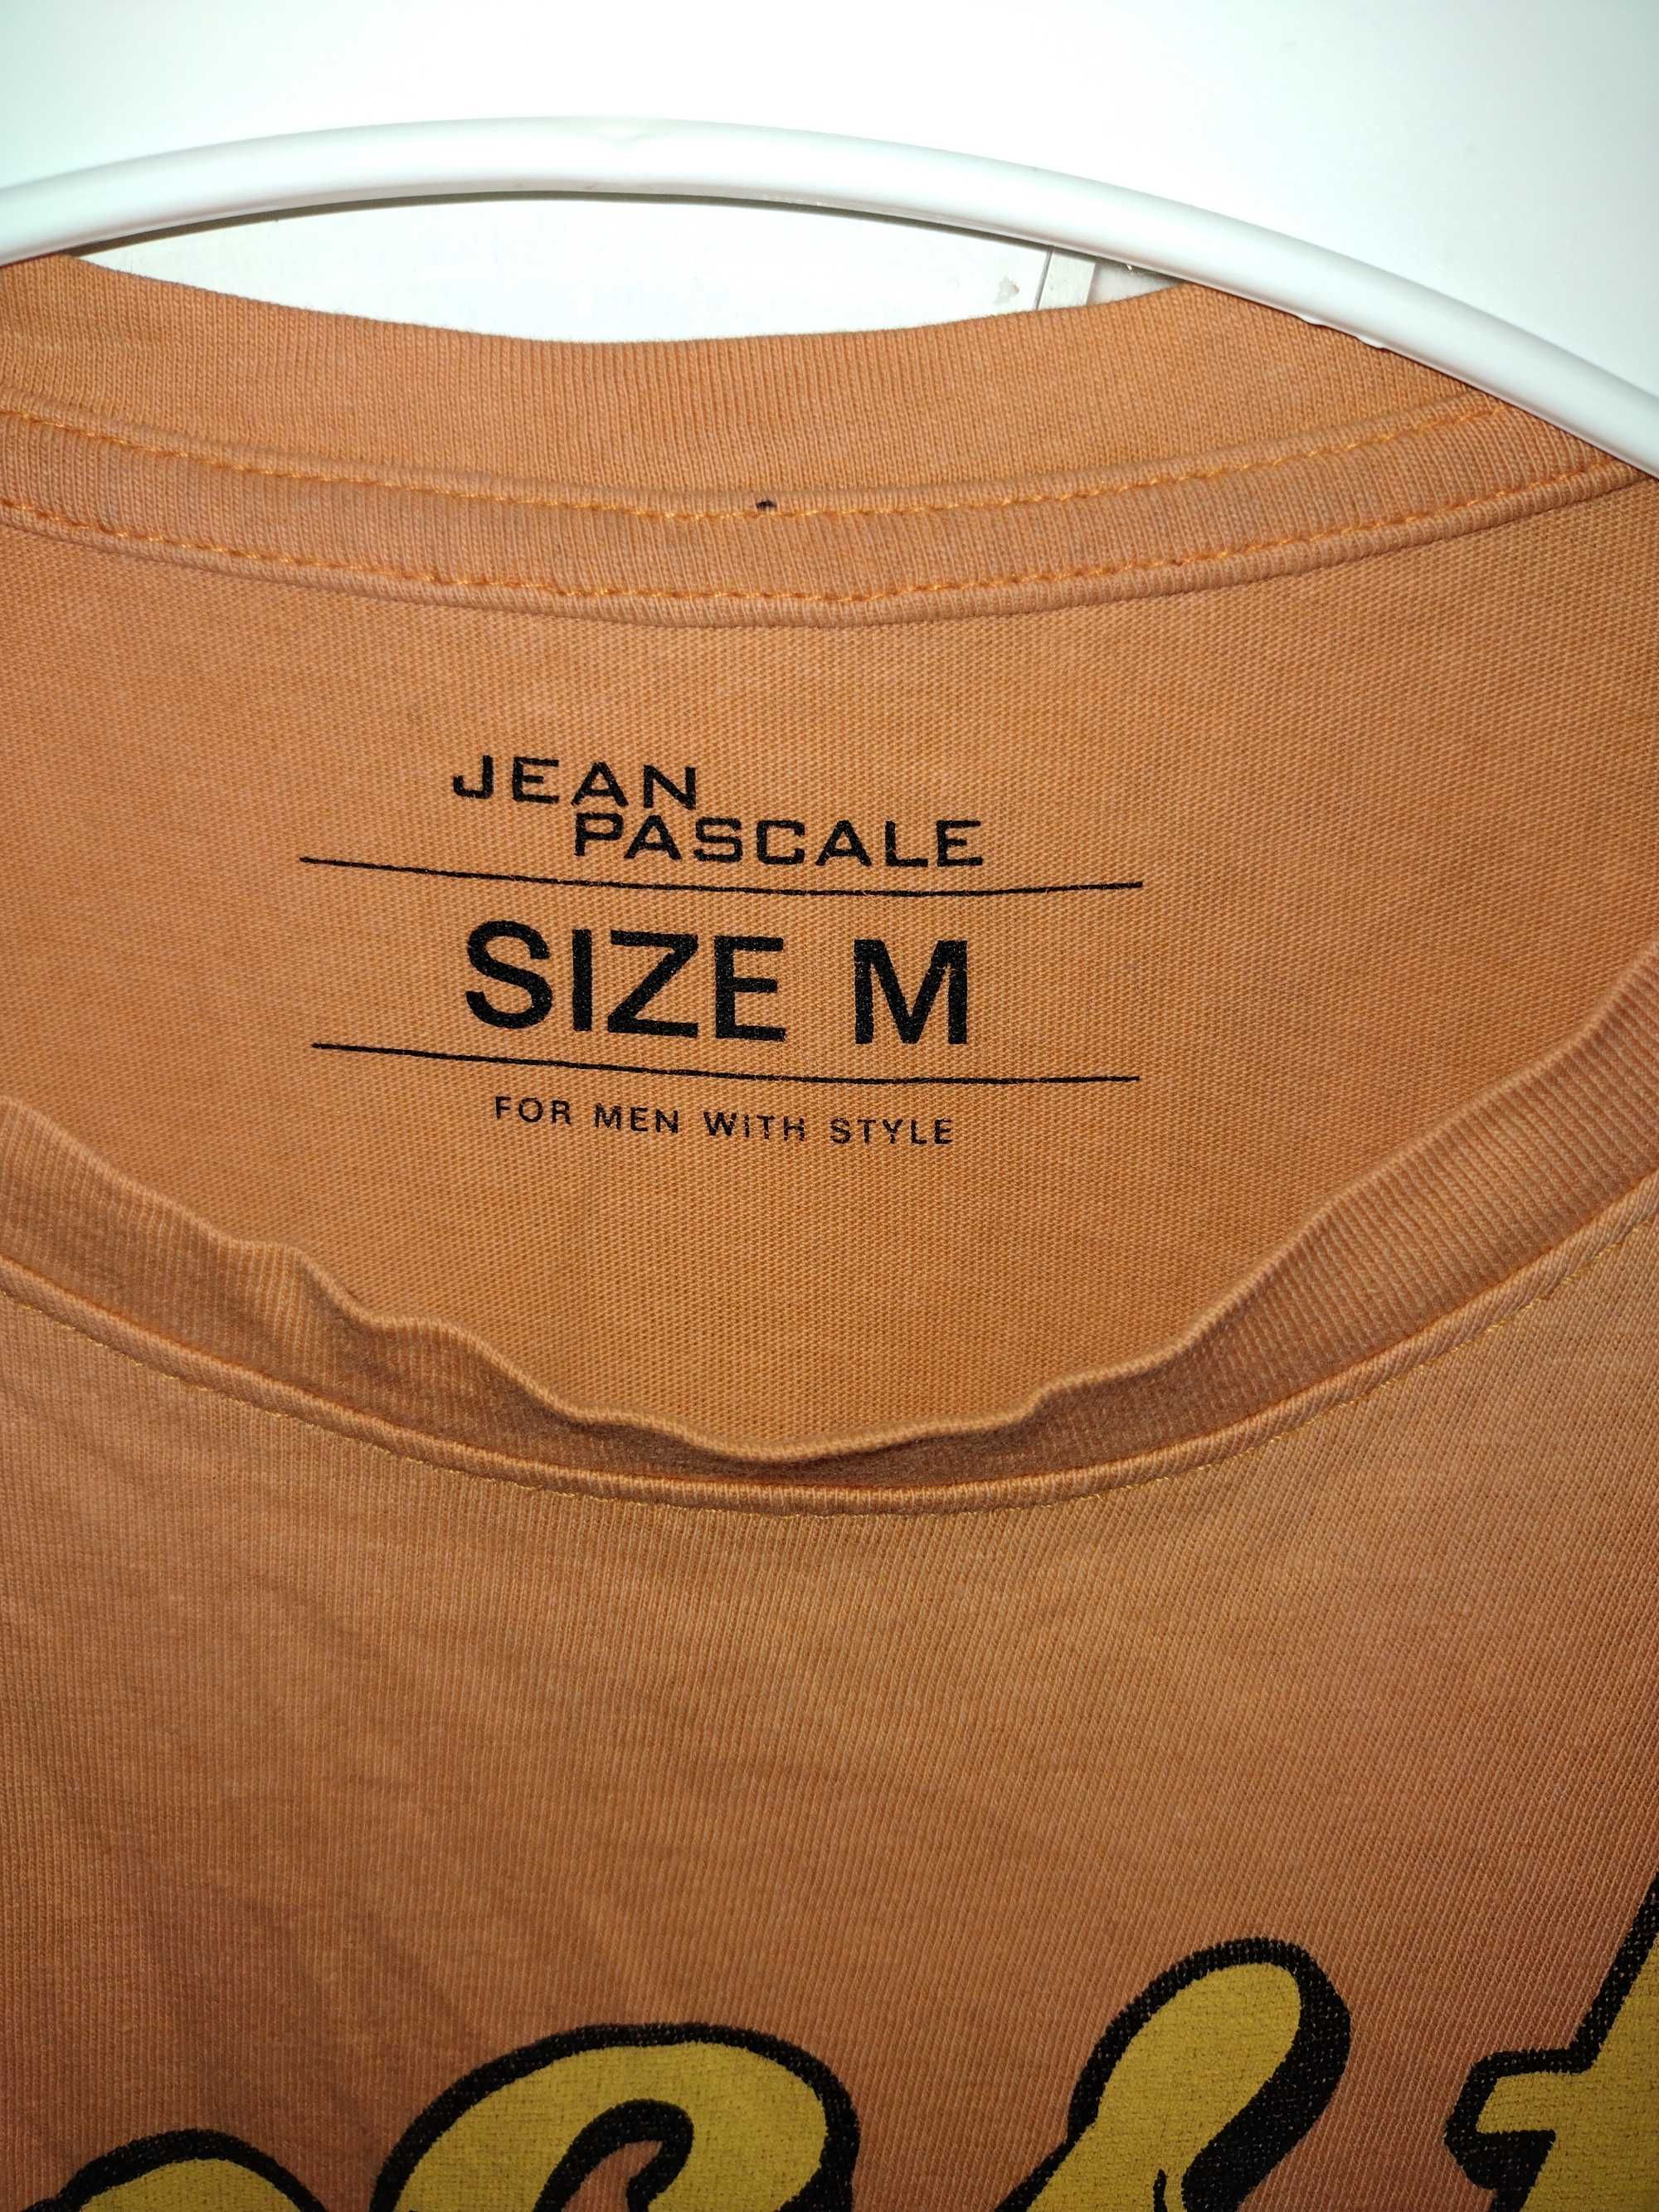 JEAN
PASCALE
SIZE M
FOR MEN WITH STYLE